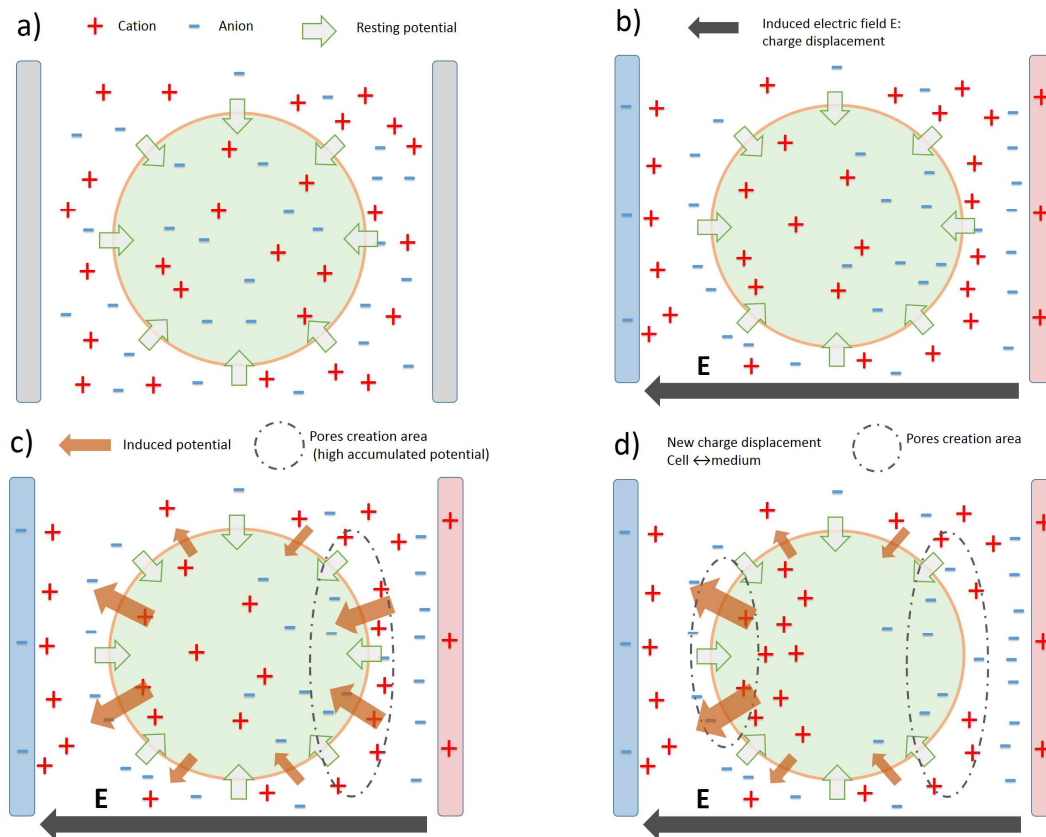 a)
Cation
Anion
Resting potential
b)
Induced electric field E:
charge displacement
E
E
c)
Induced potential
Pores creation area
(high accumulated potential)
E
d)
New charge displacement
Cell ↔medium
Pores creation area
E